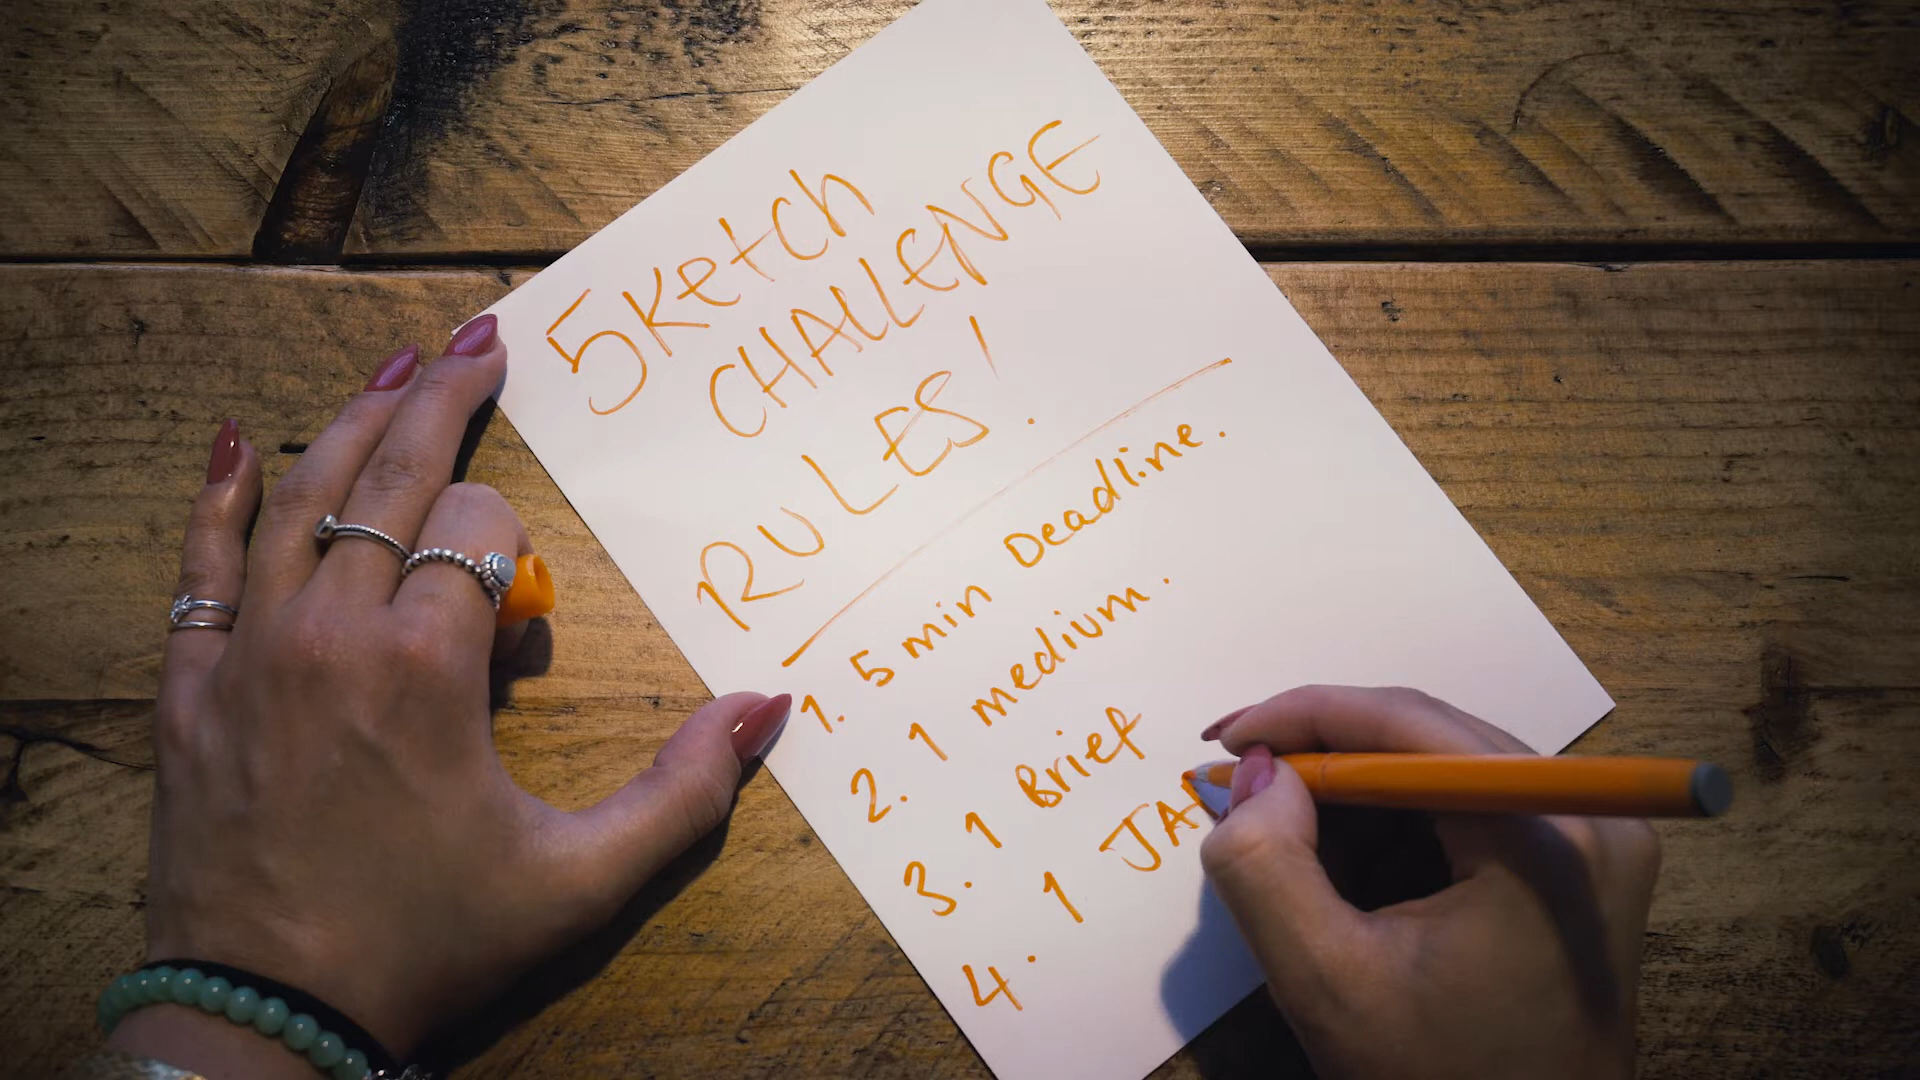 5Ketch
CHALLENGE
RULES!
1. 5 min Deadline.
2. 1 medium.
3. 1 Brief
4. 1